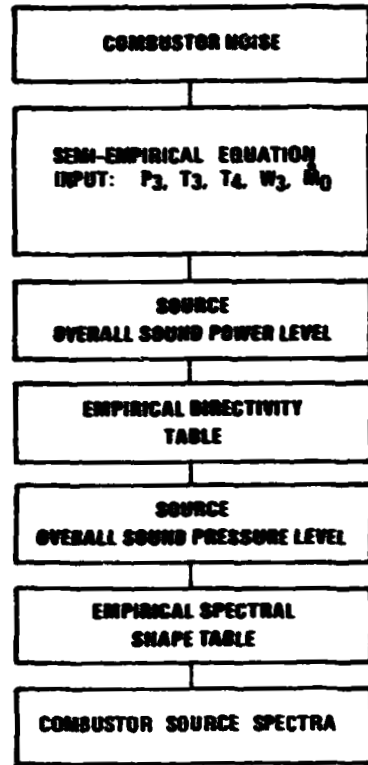 COMBUSTOR NOISE
SEMI-EMPIRICAL EQUATION
INPUT: P3, T3, T4, W3, M̊0
SOURCE
OVERALL SOUND POWER LEVEL
EMPIRICAL DIRECTIVITY
TABLE
SOURCE
OVERALL SOUND PRESSURE LEVEL
EMPIRICAL SPECTRAL
SHAPE TABLE
COMBUSTOR SOURCE SPECTRA